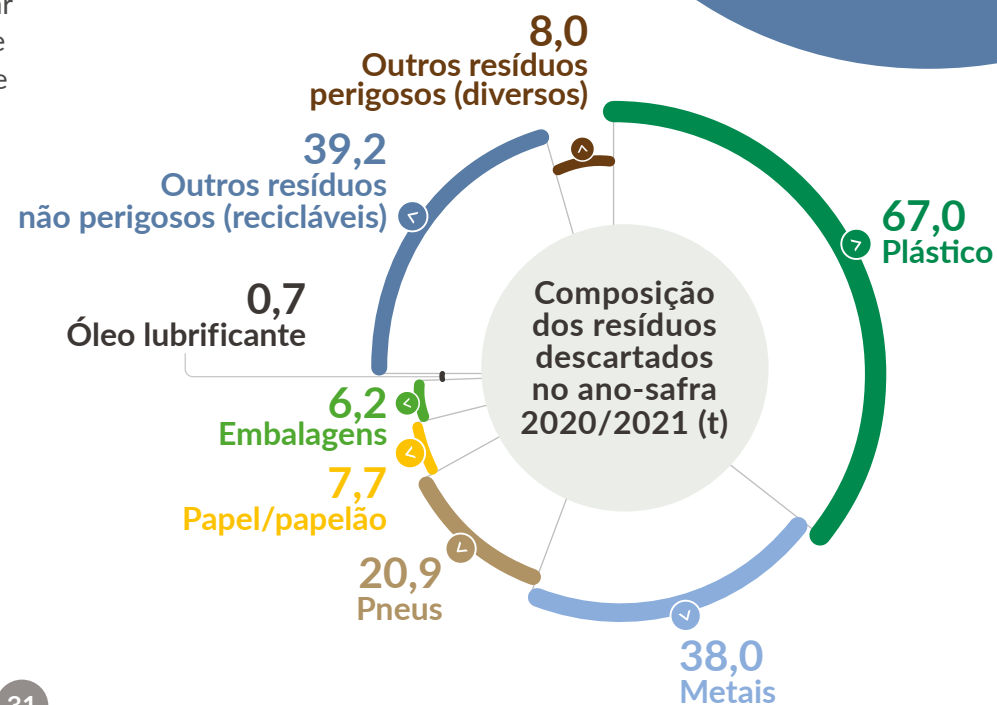 8,0
Outros resíduos
perigosos (diversos)
39,2
Outros resíduos
não perigosos (recicláveis)
67,0
Plástico
0,7
Óleo lubrificante
Composição
dos resíduos
descartados
no ano-safra
2020/2021 (t)
6,2
Embalagens
7,7
Papel/papelão
20,9
Pneus
38,0
Metais